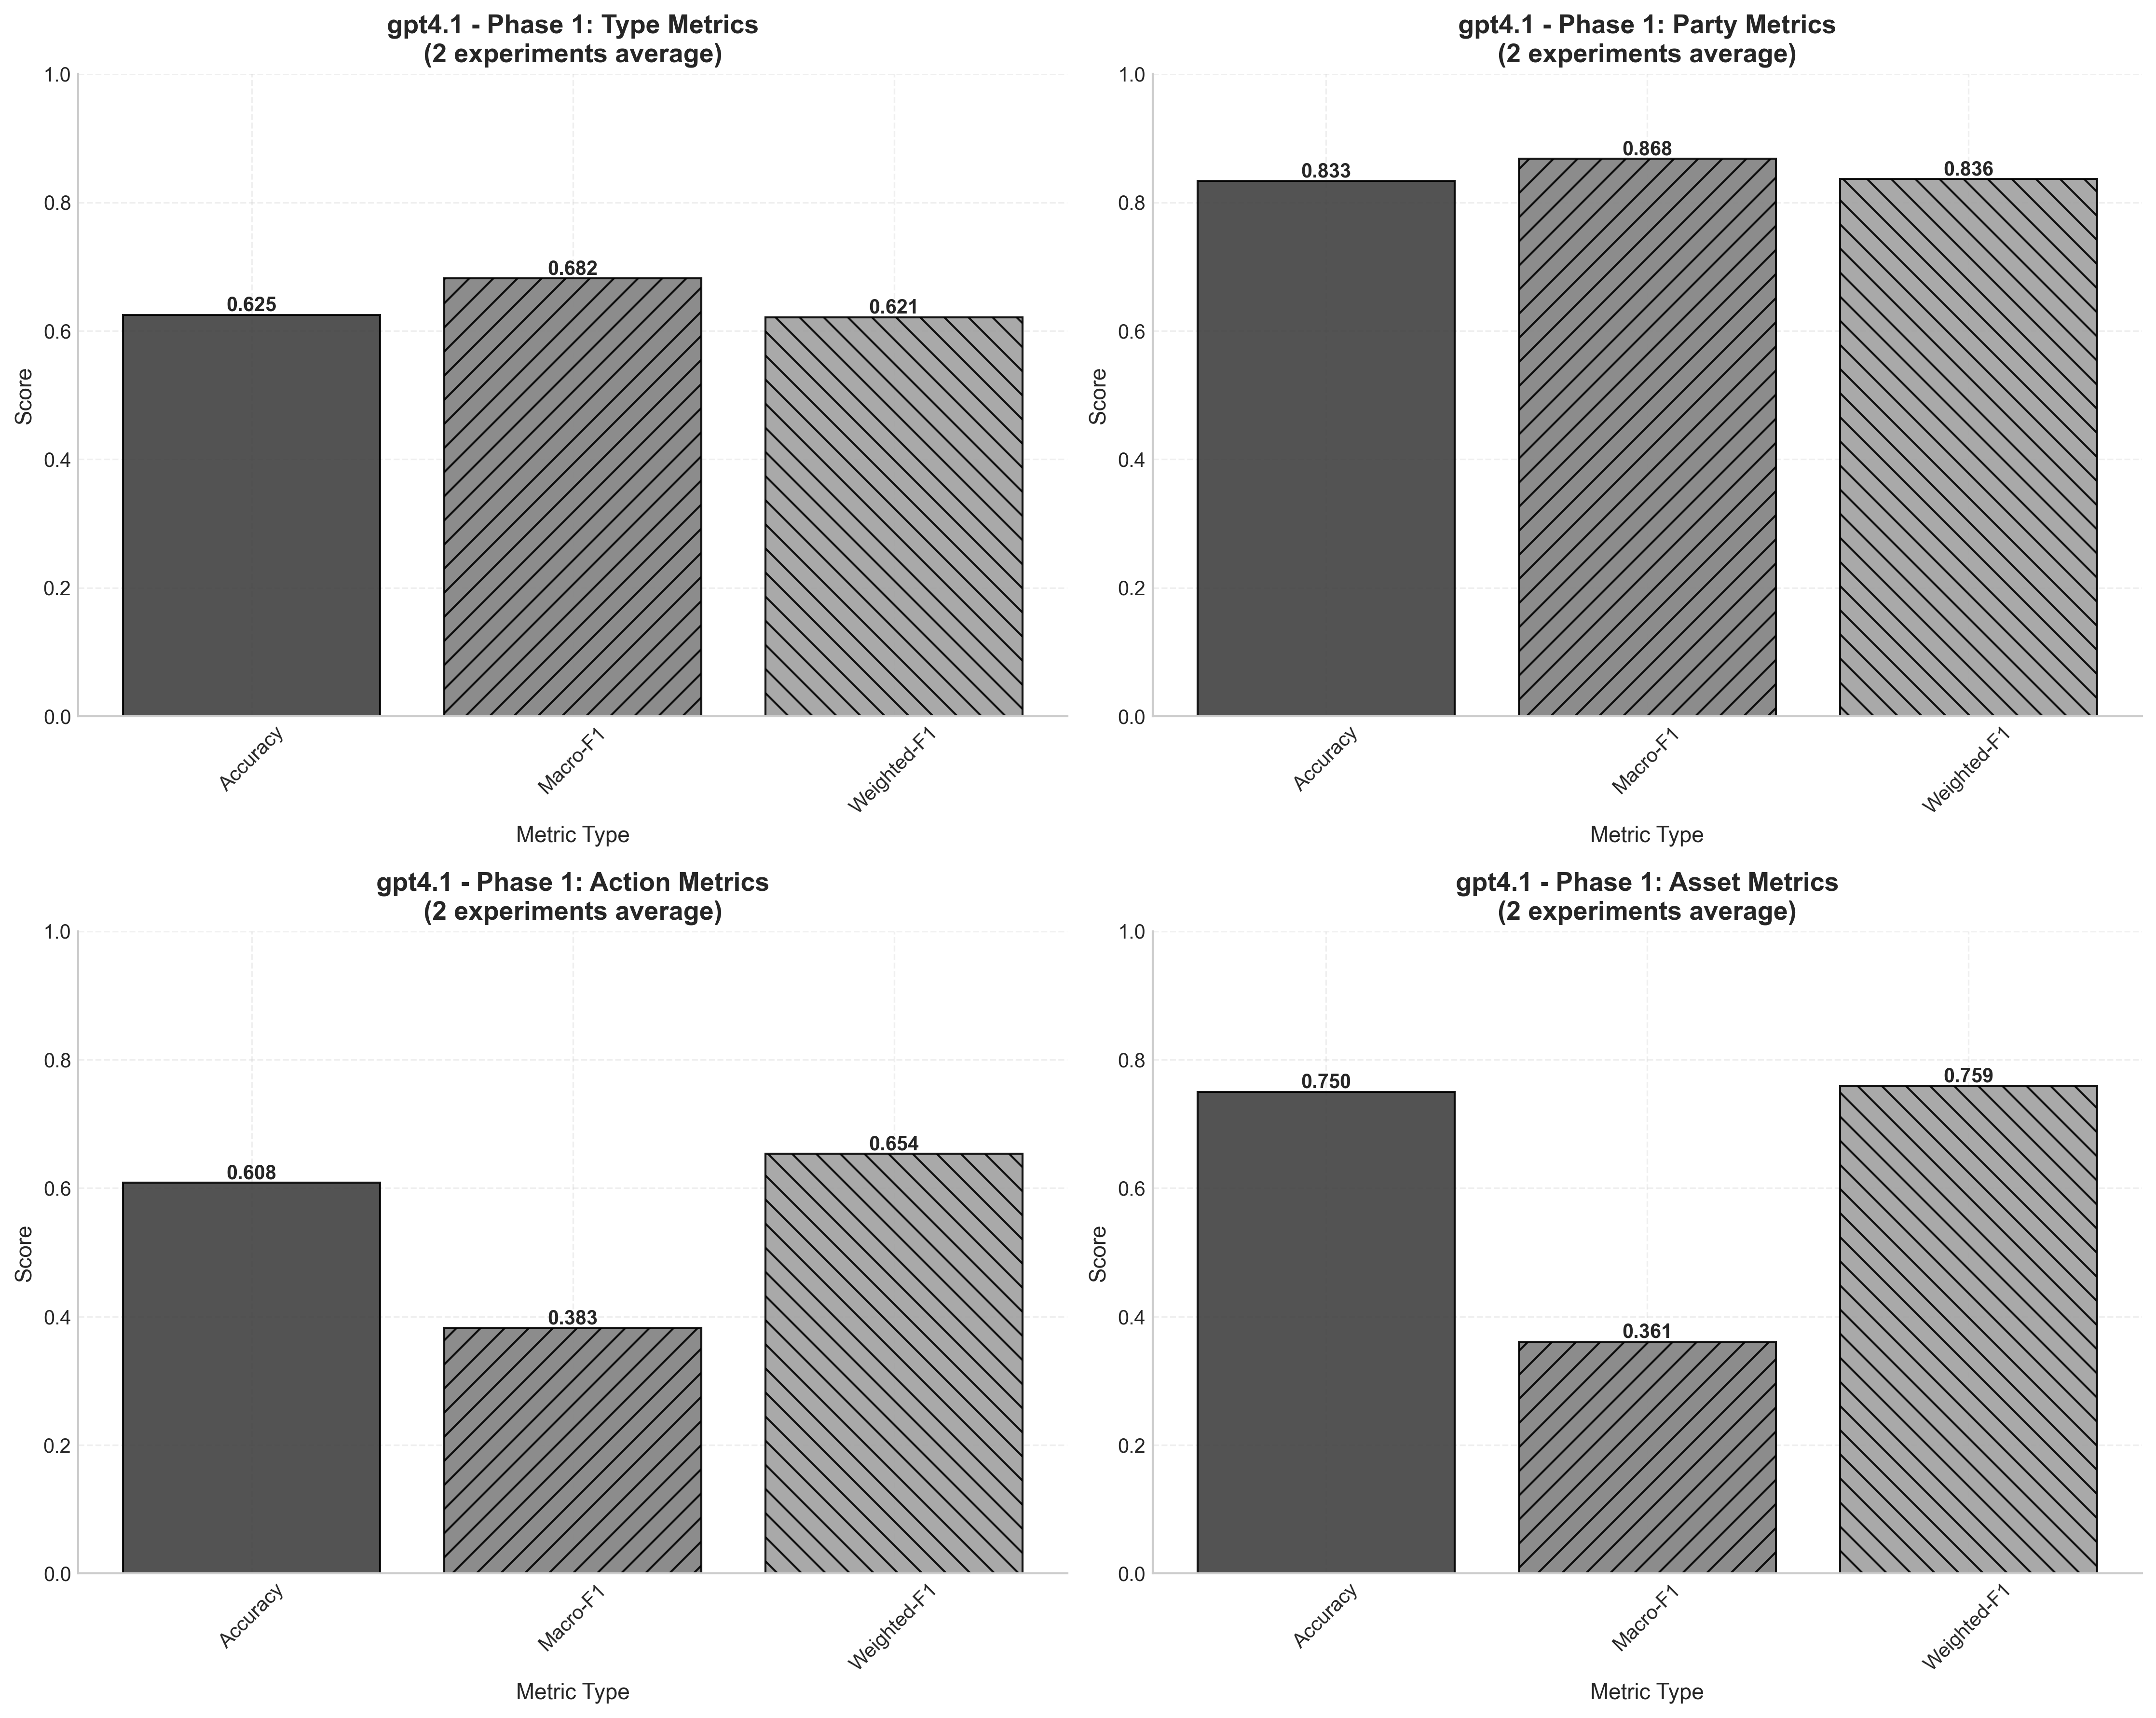 gpt4.1 - Phase 1: Type Metrics
(2 experiments average)
1.0
0.8
0.6
0.4
0.2
0.0
Score
0.625
0.682
0.621
Accuracy
Macro-F1
Weighted-F1
Metric Type
gpt4.1 - Phase 1: Party Metrics
(2 experiments average)
1.0
0.8
0.6
0.4
0.2
0.0
Score
0.833
0.868
0.836
Accuracy
Macro-F1
Weighted-F1
Metric Type
gpt4.1 - Phase 1: Action Metrics
(2 experiments average)
1.0
0.8
0.6
0.4
0.2
0.0
Score
0.608
0.383
0.654
Accuracy
Macro-F1
Weighted-F1
Metric Type
gpt4.1 - Phase 1: Asset Metrics
(2 experiments average)
1.0
0.8
0.6
0.4
0.2
0.0
Score
0.750
0.361
0.759
Accuracy
Macro-F1
Weighted-F1
Metric Type